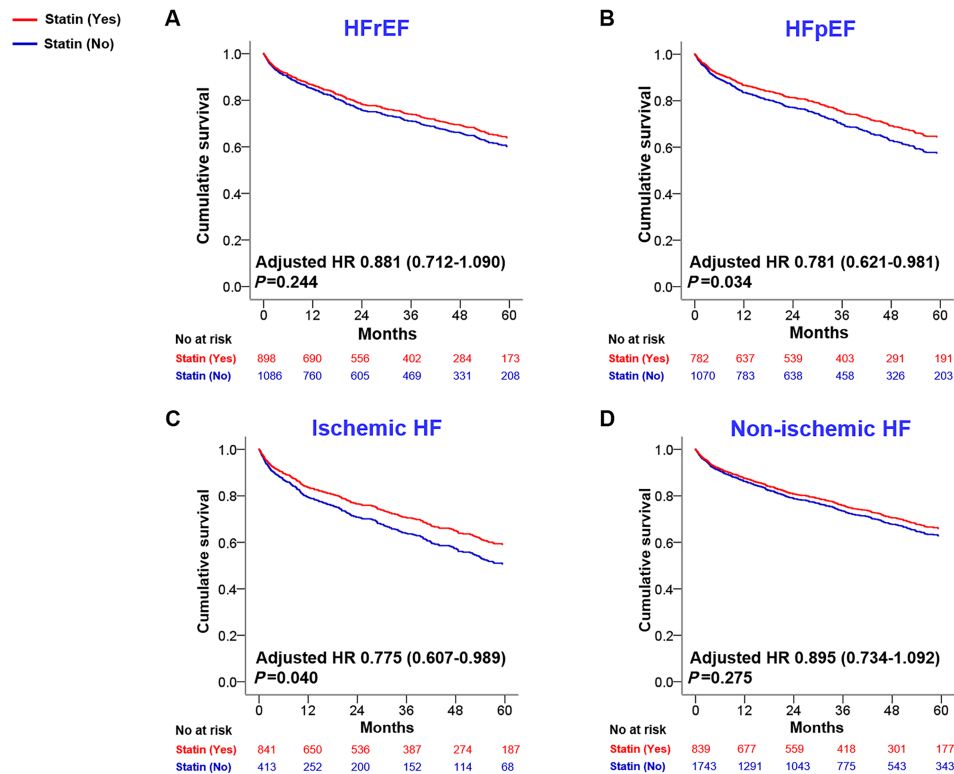 Statin (Yes)
Statin (No)
A
HFrEF
Cumulative survival
1.0
0.8
0.6
0.4
0.2
0.0
Adjusted HR 0.881 (0.712-1.090)
P=0.244
0 12 24 36 48 60
Months
No at risk
Statin (Yes) 898 690 556 402 284 173
Statin (No) 1086 760 605 469 331 208
B
HFpEF
Cumulative survival
1.0
0.8
0.6
0.4
0.2
0.0
Adjusted HR 0.781 (0.621-0.981)
P=0.034
0 12 24 36 48 60
Months
No at risk
Statin (Yes) 782 637 539 403 291 191
Statin (No) 1070 783 638 458 326 203
C
Ischemic HF
Cumulative survival
1.0
0.8
0.6
0.4
0.2
0.0
Adjusted HR 0.775 (0.607-0.989)
P=0.040
0 12 24 36 48 60
Months
No at risk
Statin (Yes) 841 650 536 387 274 187
Statin (No) 413 252 200 152 114 68
D
Non-ischemic HF
Cumulative survival
1.0
0.8
0.6
0.4
0.2
0.0
Adjusted HR 0.895 (0.734-1.092)
P=0.275
0 12 24 36 48 60
Months
No at risk
Statin (Yes) 839 677 559 418 301 177
Statin (No) 1743 1291 1043 775 543 343